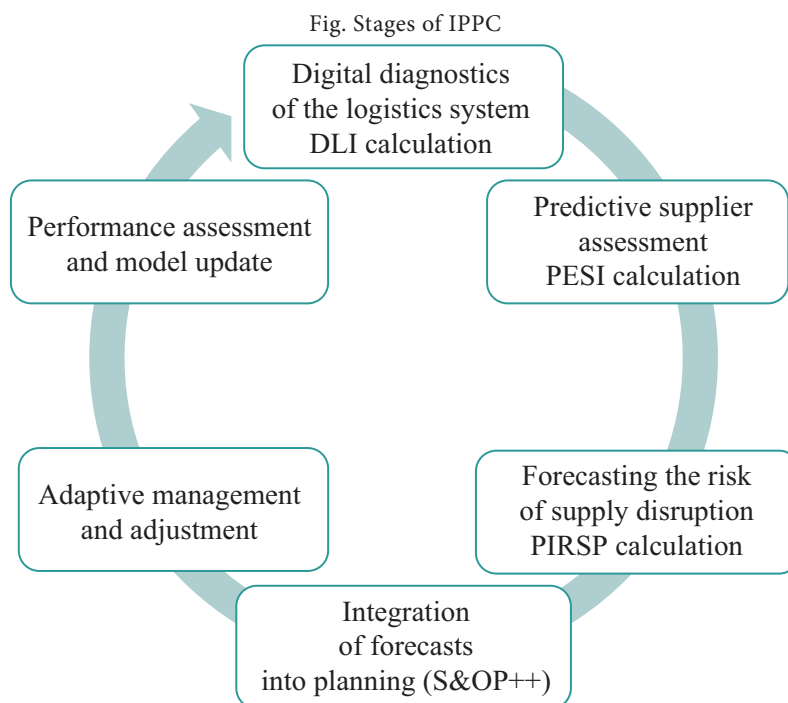 Fig. Stages of IPPC
Digital diagnostics
of the logistics system
DLI calculation
Predictive supplier
assessment
PESI calculation
Forecasting the risk
of supply disruption
PIRSP calculation
Integration
of forecasts
into planning (S&OP++)
Adaptive management
and adjustment
Performance assessment
and model update